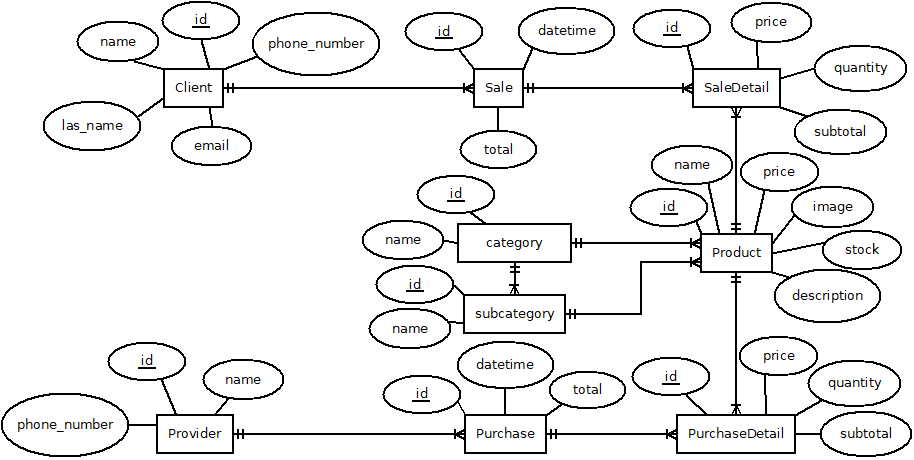 id
name
phone_number
Client
las_name
email
id
datetime
Sale
total
id
price
quantity
SaleDetail
subtotal
name
price
id
image
Product
stock
description
id
name
category
id
subcategory
name
id
name
phone_number
Provider
datetime
id
total
Purchase
id
price
quantity
PurchaseDetail
subtotal